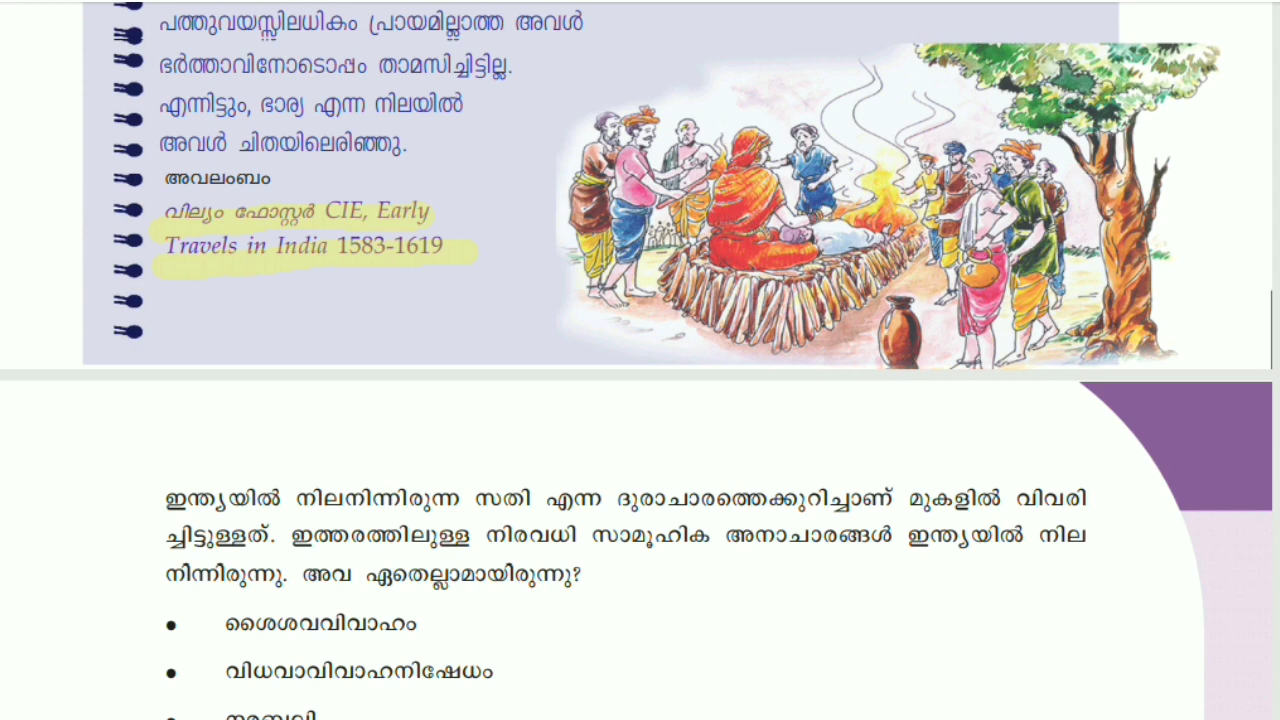 പത്തുവയസ്സിലധികം പ്രായമില്ലാത്ത അവൾ
ഭർത്താവിനോടൊപ്പം താമസിച്ചിട്ടില്ല.
എന്നിട്ടും, ഭാര്യ എന്ന നിലയിൽ
അവൾ ചിതയിലെരിഞ്ഞു.
അവലംബം
വില്യം ഫോസ്റ്റർ CIE, Early
Travels in India 1583-1619
ഇന്ത്യയിൽ നിലനിന്നിരുന്ന സതി എന്ന ദുരാചാരത്തെക്കുറിച്ചാണ് മുകളിൽ വിവരി
ച്ചിട്ടുള്ളത്. ഇത്തരത്തിലുള്ള നിരവധി സാമൂഹിക അനാചാരങ്ങൾ ഇന്ത്യയിൽ നില
നിന്നിരുന്നു. അവ ഏതെല്ലാമായിരുന്നു?
• ശൈശവവിവാഹം
• വിധവാവിവാഹനിഷേധം
• നരബലി